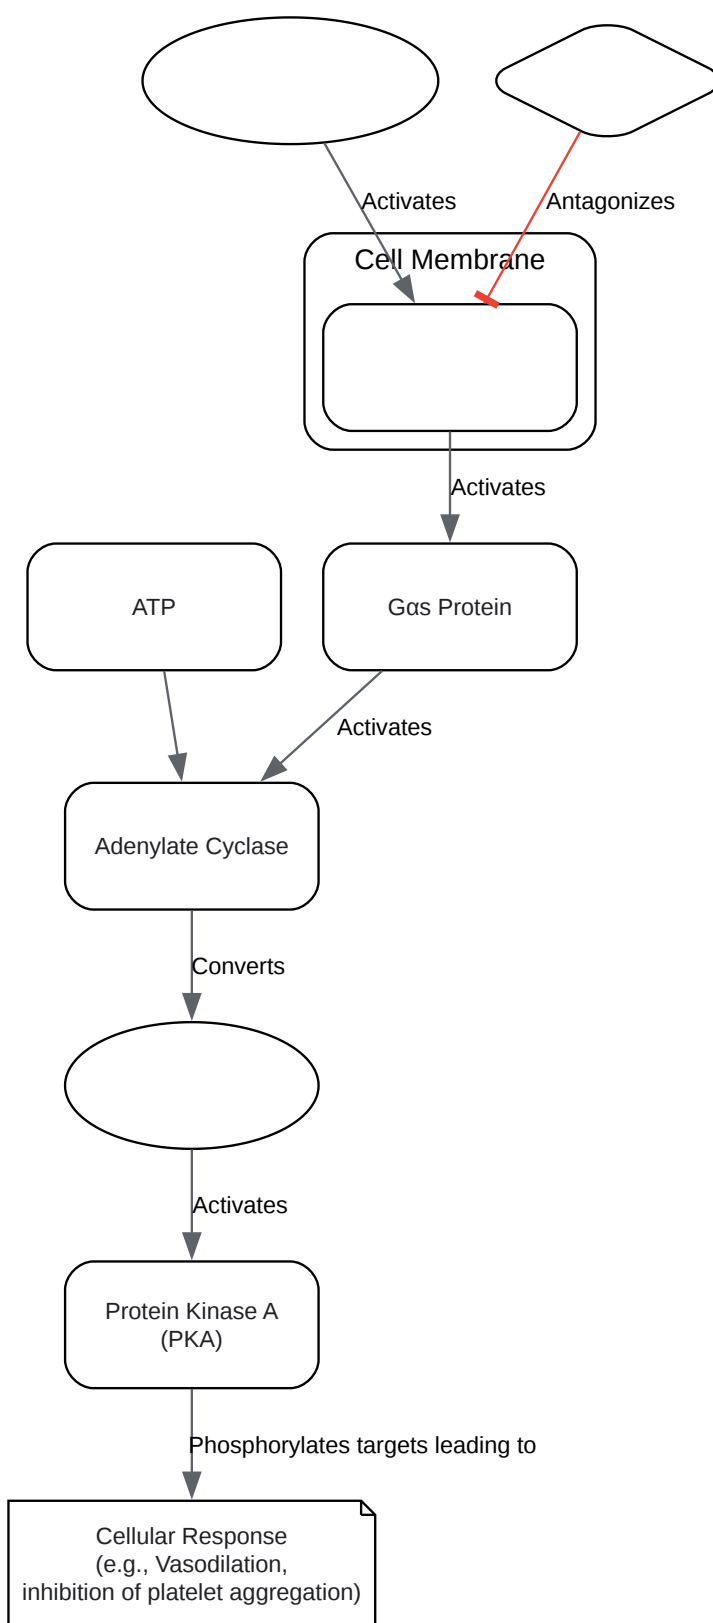 Activates
Antagonizes
Cell Membrane
Activates
ATP
Gαs Protein
Activates
Adenylate Cyclase
Converts
Activates
Protein Kinase A
(PKA)
Phosphorylates targets leading to
Cellular Response
(e.g., Vasodilation,
inhibition of platelet aggregation)